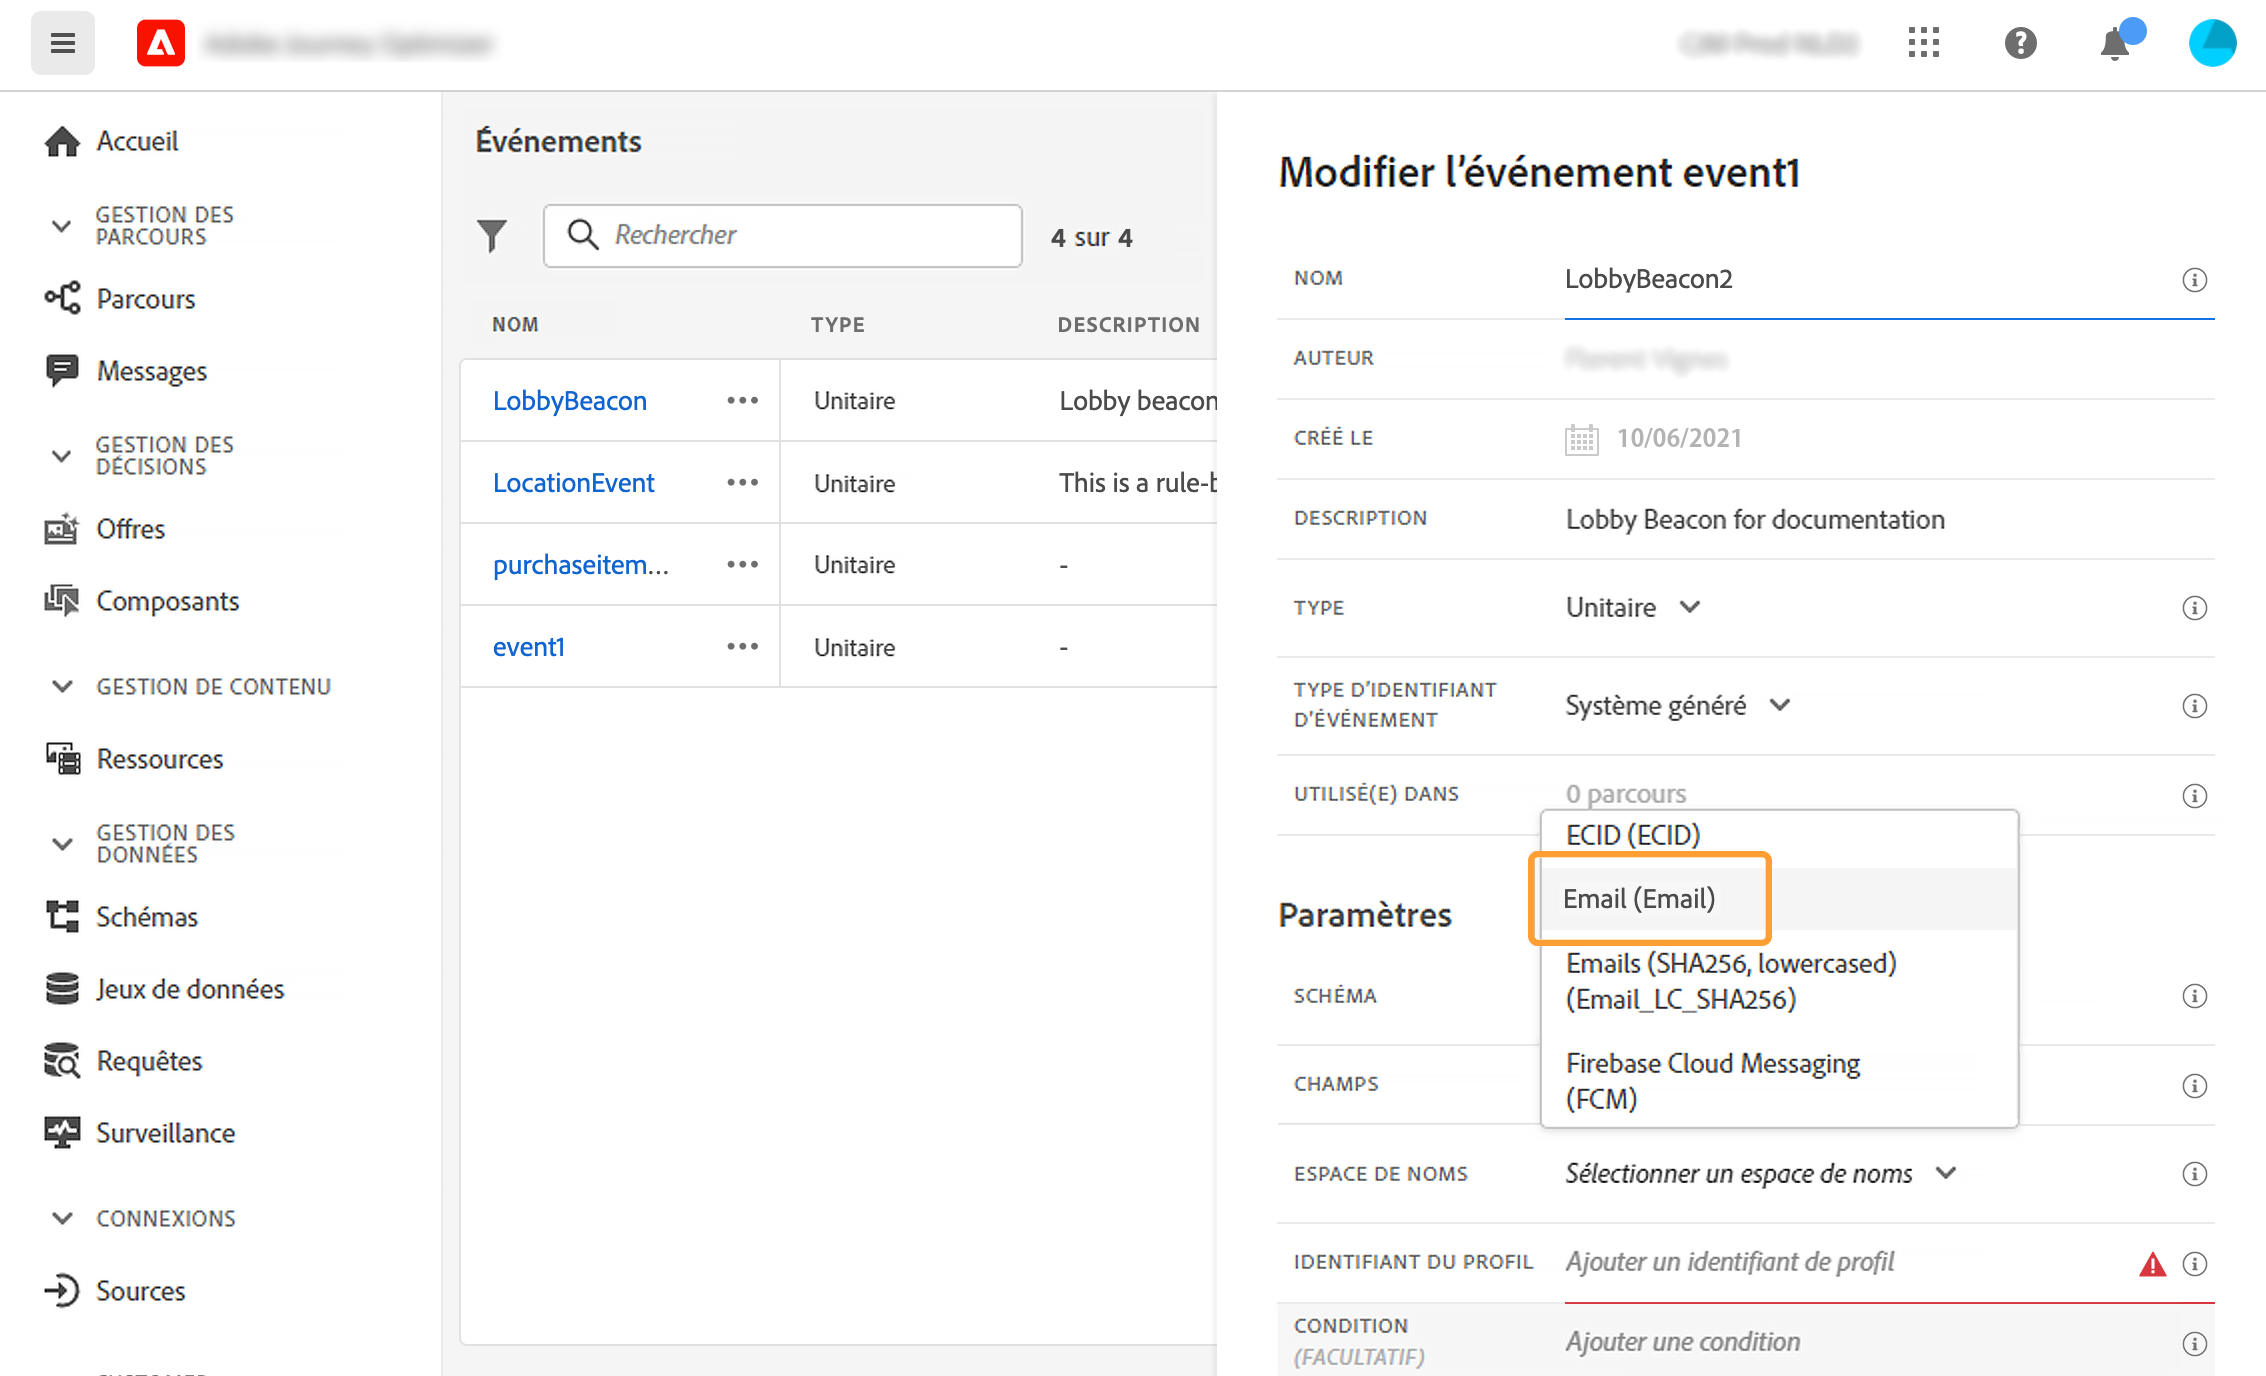 Accueil
GESTION DES
PARCOURS
Parcours
Messages
GESTION DES
DÉCISIONS
Offres
Composants
GESTION DE CONTENU
Ressources
GESTION DES
DONNÉES
Schémas
Jeux de données
Requêtes
Surveillance
CONNEXIONS
Sources
Événements
Rechercher
4 sur 4
NOM TYPE DESCRIPTION
LobbyBeacon ••• Unitaire Lobby beacon
LocationEvent ••• Unitaire This is a rule-b
purchaseitem... ••• Unitaire -
event1 ••• Unitaire -
Modifier l’événement event1
NOM LobbyBeacon2
AUTEUR
CRÉÉ LE 10/06/2021
DESCRIPTION Lobby Beacon for documentation
TYPE Unitaire
TYPE D’IDENTIFIANT
D’ÉVÉNEMENT
Système généré
UTILISÉ(E) DANS 0 parcours
ECID (ECID)
Email (Email)
Emails (SHA256, lowercased)
(Email_LC_SHA256)
Firebase Cloud Messaging
(FCM)
Paramètres
SCHÉMA
CHAMPS
ESPACE DE NOMS Sélectionner un espace de noms
IDENTIFIANT DU PROFIL Ajouter un identifiant de profil
CONDITION
(FACULTATIF)
Ajouter une condition